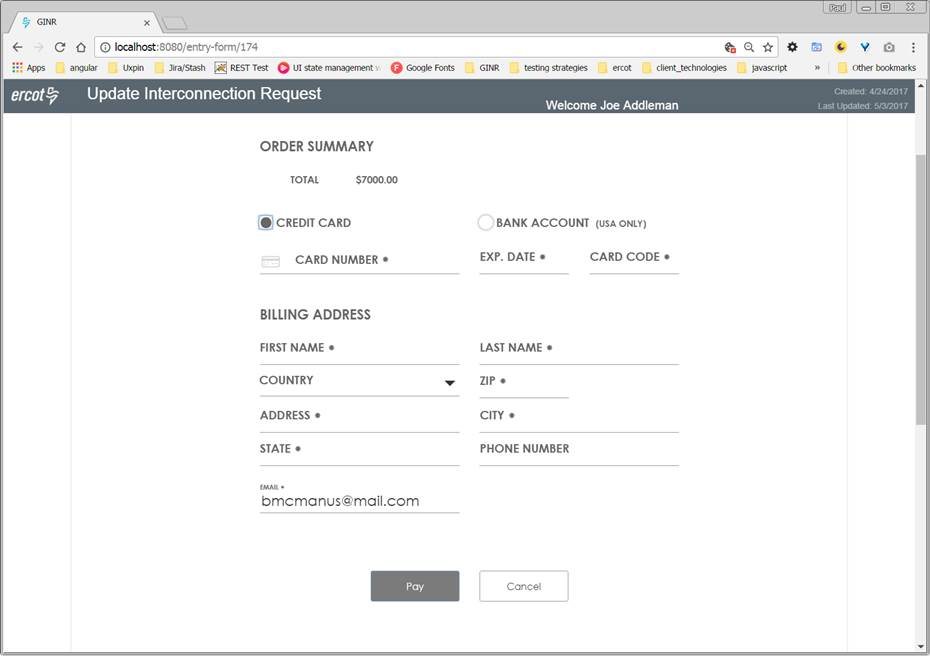 Paul
GINR
localhost:8080/entry-form/174
Apps angular Uxpin Jira/Stash REST Test UI state management GINR Google Fonts GINR testing strategies ercot client_technologies javascript » Other bookmarks
ercot Update Interconnection Request Created: 4/24/2017
Welcome Joe Addleman Last Updated: 5/3/2017
ORDER SUMMARY
TOTAL $7000.00
CREDIT CARD BANK ACCOUNT (USA ONLY)
CARD NUMBER * EXP. DATE * CARD CODE *
BILLING ADDRESS
FIRST NAME * LAST NAME *
COUNTRY ZIP *
ADDRESS * CITY *
STATE * PHONE NUMBER
EMAIL *
bmcmanus@mail.com
Pay Cancel